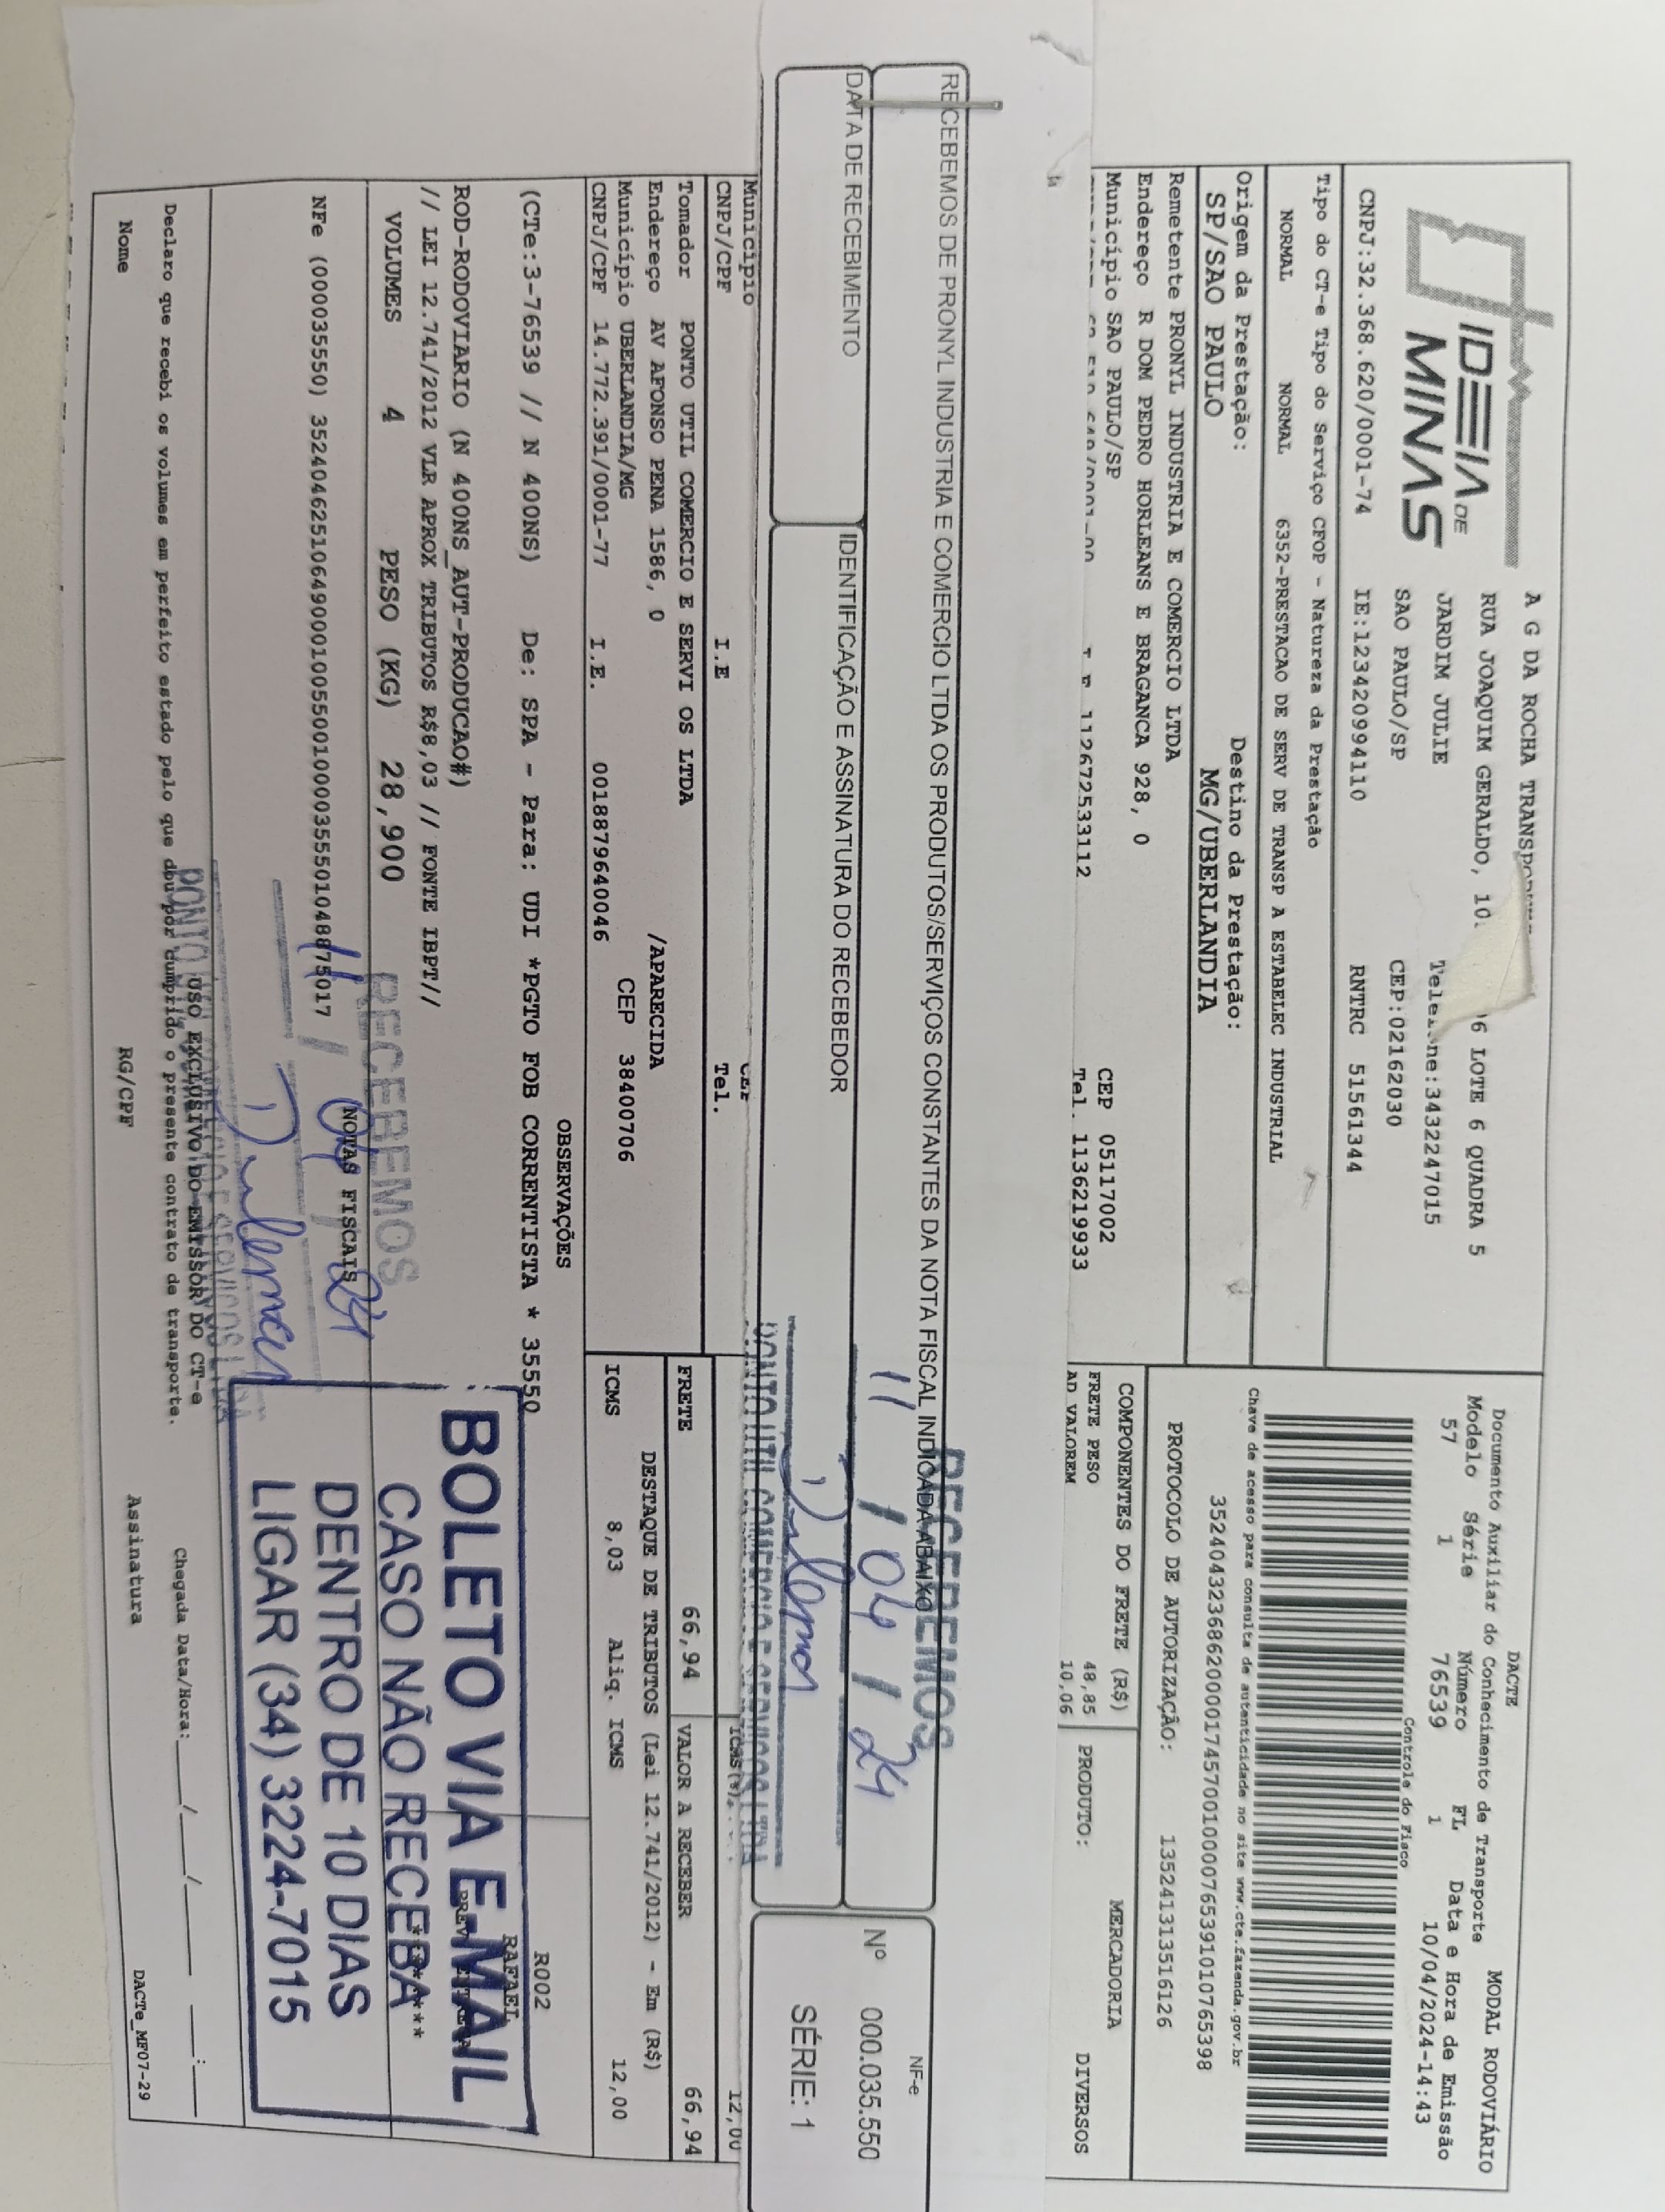 IDEIA DE MINAS
A G DA ROCHA
RUA JOAQUIM GERALDO, 6 LOTE 6 QUADRA 5
JARDIM JULIE :3432247015
SAO PAULO/SP CEP:02162030
CNPJ:32.368.620/0001-74 IE:123420994110 RNTRC 51561344
DACTE MODAL RODOVIÁRIO
Documento Auxiliar do Conhecimento de Transporte
Modelo Série Número FL Data e Hora de Emissão
57 1 76539 1 10/04/2024-14:43
Controle do Fisco
Tipo do CT-e Tipo do Serviço CFOP - Natureza da Prestação
NORMAL NORMAL 6352-PRESTACAO DE SERV DE TRANSP A ESTABELEC INDUSTRIAL
Chave de acesso para consulta de autenticidade no site www.cte.fazenda.gov.br
35240432368620000174570010000765391010765398
Origem da Prestação: Destino da Prestação:
SP/SAO PAULO MG/UBERLANDIA
PROTOCOLO DE AUTORIZAÇÃO: 135241313516126
Remetente PRONYL INDUSTRIA E COMERCIO LTDA
Endereço R DOM PEDRO HORLEANS E BRAGANCA 928, 0
Município SAO PAULO/SP CEP 05117002
112672533112 Tel. 11362199​33
COMPONENTES DO FRETE (R$) MERCADORIA
FRETE PESO 48,85 PRODUTO: DIVERSOS
AD VALOREM 10,06
RECEBEMOS DE PRONYL INDUSTRIA E COMERCIO LTDA OS PRODUTOS/SERVIÇOS CONSTANTES DA NOTA FISCAL INDICADA ABAIXO
RECEBEMOS
11 / 04 / 24
DATA DE RECEBIMENTO IDENTIFICAÇÃO E ASSINATURA DO RECEBEDOR
PONTO UTIL COMERCIO E SERVICOS LTDA
NF-e
Nº 000.035.550
SÉRIE: 1
Município
CNPJ/CPF I.E Tel.
12,00
Tomador PONTO UTIL COMERCIO E SERVI OS LTDA
Endereço AV AFONSO PENA 1586, 0 /APARECIDA
Município UBERLANDIA/MG CEP 38400706
CNPJ/CPF 14.772.391/0001-77 I.E. 0018879640046
FRETE 66,94 VALOR A RECEBER 66,94
DESTAQUE DE TRIBUTOS (Lei 12.741/2012) - Em (R$)
ICMS 8,03 Aliq. ICMS 12,00
OBSERVAÇÕES
(CTe:3-76539 // N 400NS) De: SPA - Para: UDI *PGTO FOB CORRENTISTA * 35550
R002
RAFAEL
ROD-RODOVIARIO (N 400NS_AUT-PRODUCAO#)
// LEI 12.741/2012 VLR APROX TRIBUTOS R$8,03 // FONTE IBPT//
VOLUMES 4 PESO (KG) 28,900
RECEBEMOS
NOTAS FISCAIS
11 / 04 / 24
NFe (000035550) 35240462510649000100550010000355501048875017
BOLETO VIA E-MAIL
CASO NÃO RECEBA
DENTRO DE 10 DIAS
LIGAR (34) 3224-7015
USO EXCLUSIVO DO EMISSOR DO CT-e
Declaro que recebi os volumes em perfeito estado pelo que dou por cumprido o presente contrato de transporte.
Chegada Data/Hora:____/____/____ ___:___
Nome RG/CPF Assinatura
DACTe_MF07-29